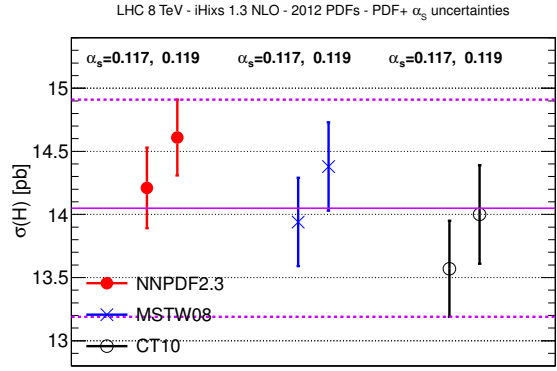 LHC 8 TeV - iHixs 1.3 NLO - 2012 PDFs - PDF+ αs uncertainties
αs=0.117, 0.119 αs=0.117, 0.119 αs=0.117, 0.119
15
14.5
14
13.5
13
σ(H) [pb]
NNPDF2.3
MSTW08
CT10